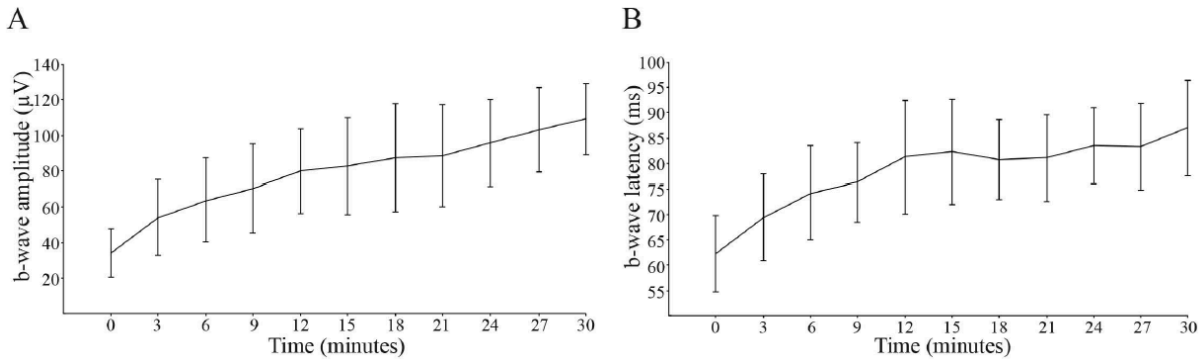 A
b-wave amplitude (µV)
140
120
100
80
60
40
20
0 3 6 9 12 15 18 21 24 27 30
Time (minutes)
B
b-wave latency (ms)
100
95
90
85
80
75
70
65
60
55
0 3 6 9 12 15 18 21 24 27 30
Time (minutes)